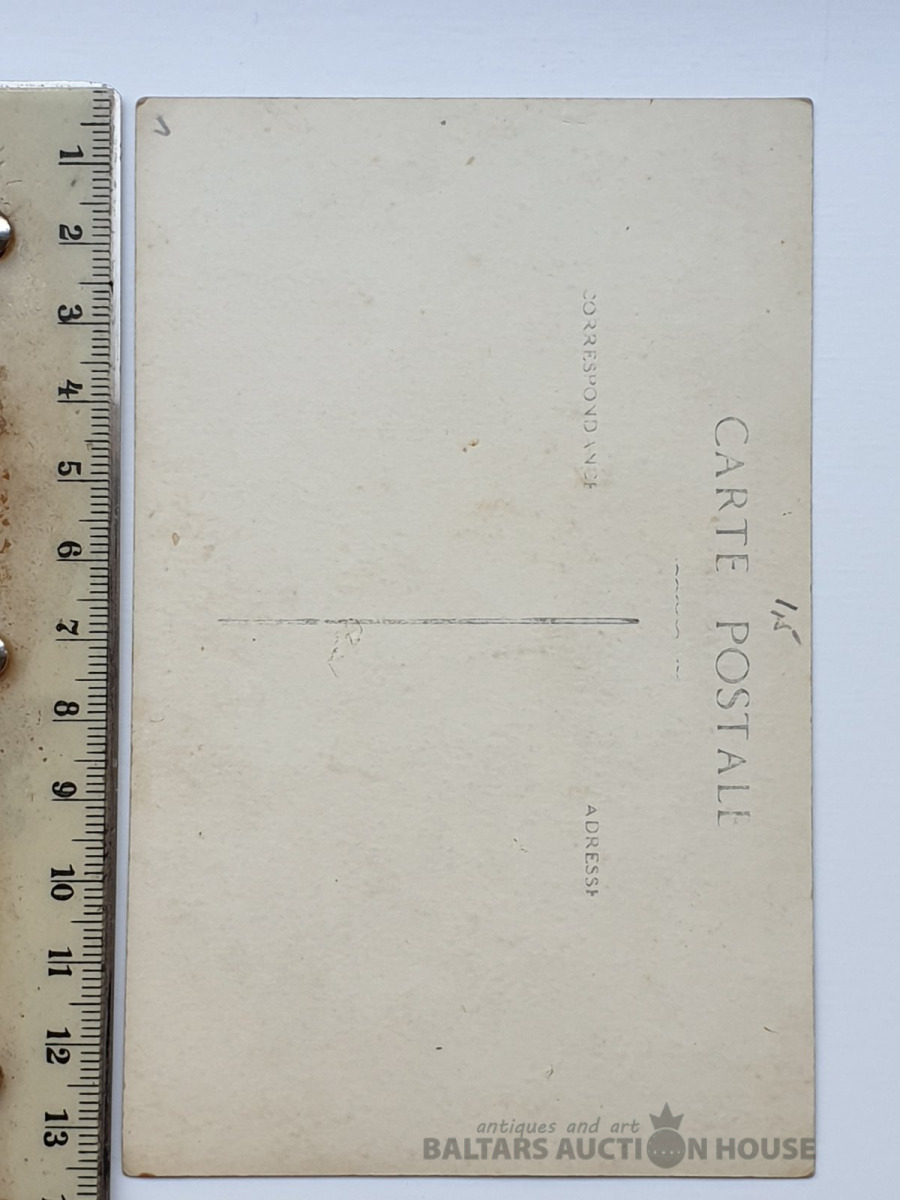 CARTE POSTALE
CORRESPONDANCE
ADRESSE
1 2 3 4 5 6 7 8 9 10 11 12 13
antiques and art
BALTARS AUCTION HOUSE